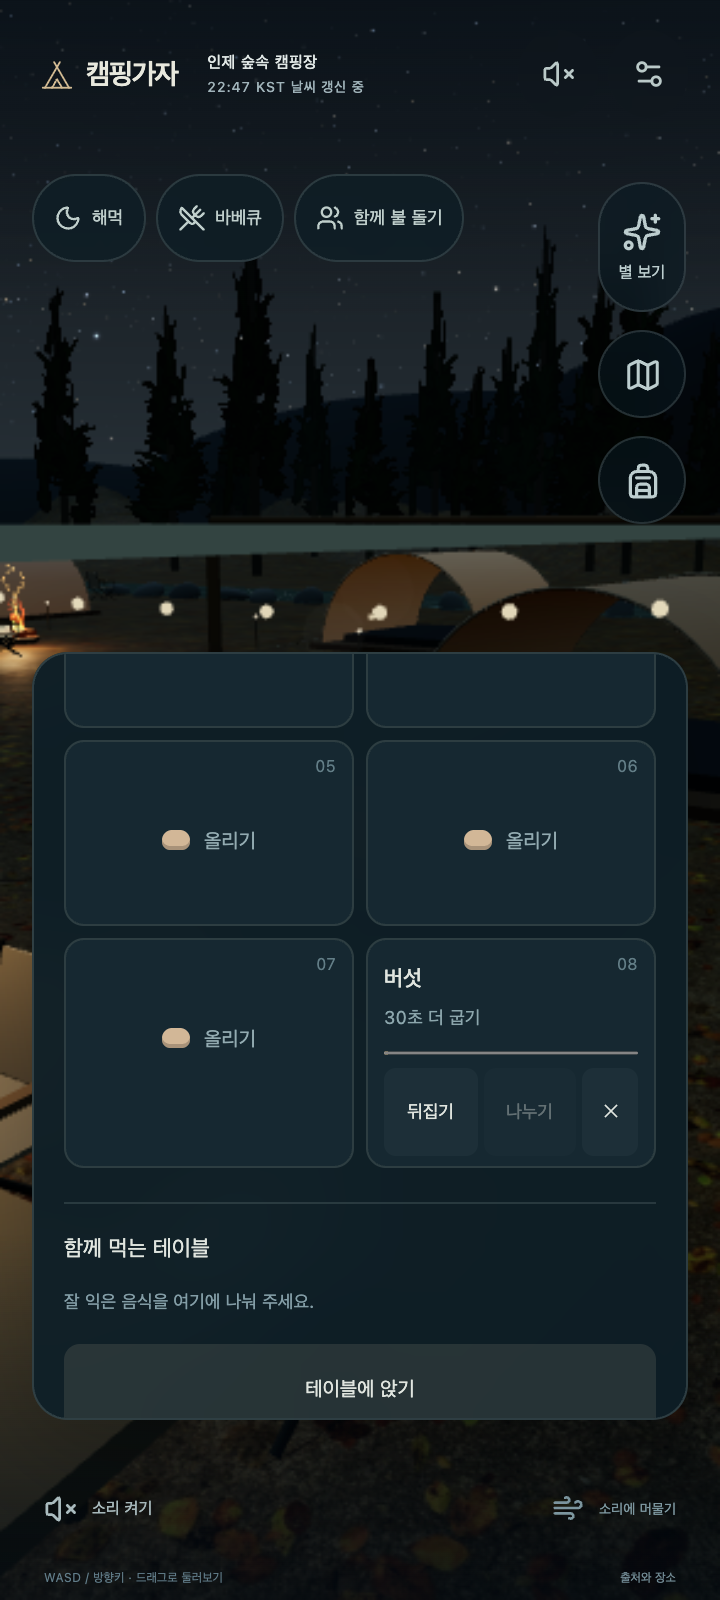 캠핑가자
인제 숲속 캠핑장
22:47 KST 날씨 갱신 중
해먹
바베큐
함께 불 돌기
별 보기
05
올리기
06
올리기
07
올리기
08
버섯
30초 더 굽기
뒤집기
나누기
함께 먹는 테이블
잘 익은 음식을 여기에 나눠 주세요.
테이블에 앉기
소리 켜기
소리에 머물기
WASD / 방향키 · 드래그로 둘러보기
출처와 장소